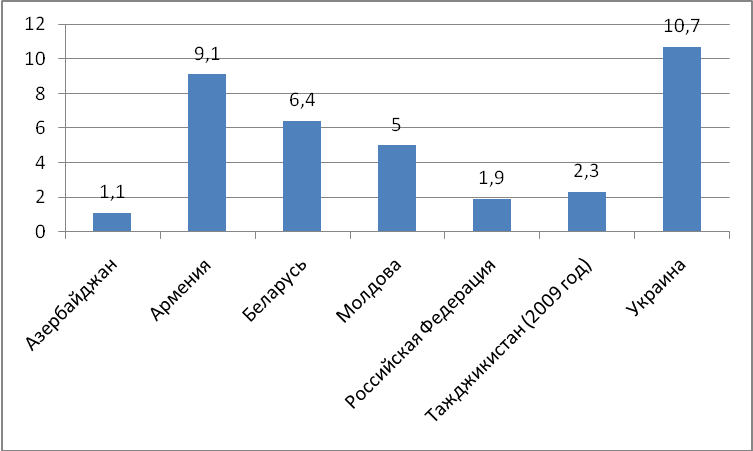 12
10
8
6
4
2
0
1,1
9,1
6,4
5
1,9
2,3
10,7
Азербайджан
Армения
Беларусь
Молдова
Российская Федерация
Тажджикистан (2009 год)
Украина